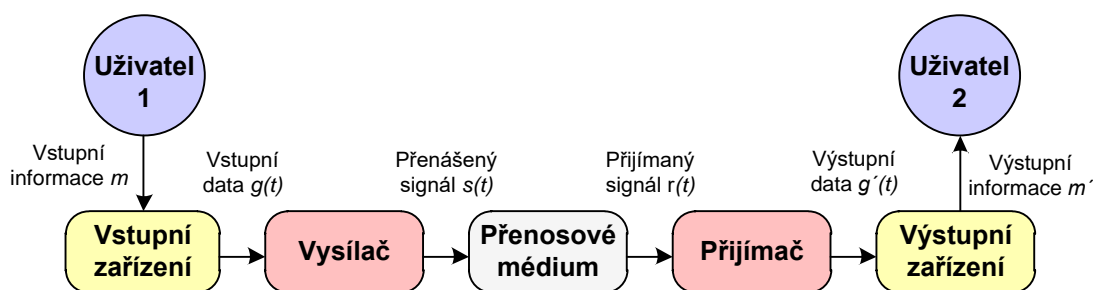 Uživatel
1
Uživatel
2
Vstupní
informace m
Vstupní
data g(t)
Přenášený
signál s(t)
Přijímaný
signál r(t)
Výstupní
data g´(t)
Výstupní
informace m´
Vstupní
zařízení
Vysílač
Přenosové
médium
Přijímač
Výstupní
zařízení